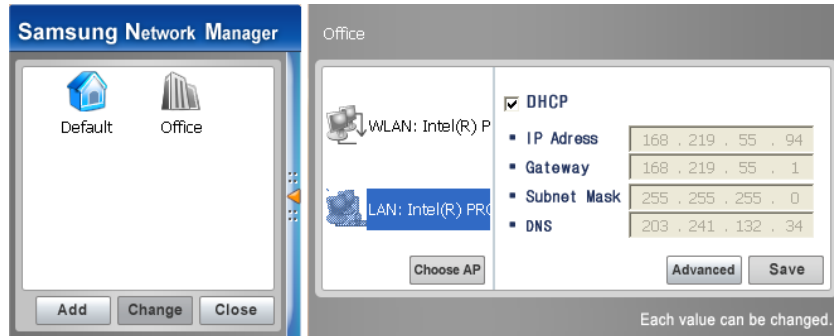 Samsung Network Manager
Default
Office
Add
Change
Close
Office
WLAN: Intel(R) P
LAN: Intel(R) PRO
Choose AP
DHCP
IP Adress 168 . 219 . 55 . 94
Gateway 168 . 219 . 55 . 1
Subnet Mask 255 . 255 . 255 . 0
DNS 203 . 241 . 132 . 34
Advanced
Save
Each value can be changed.